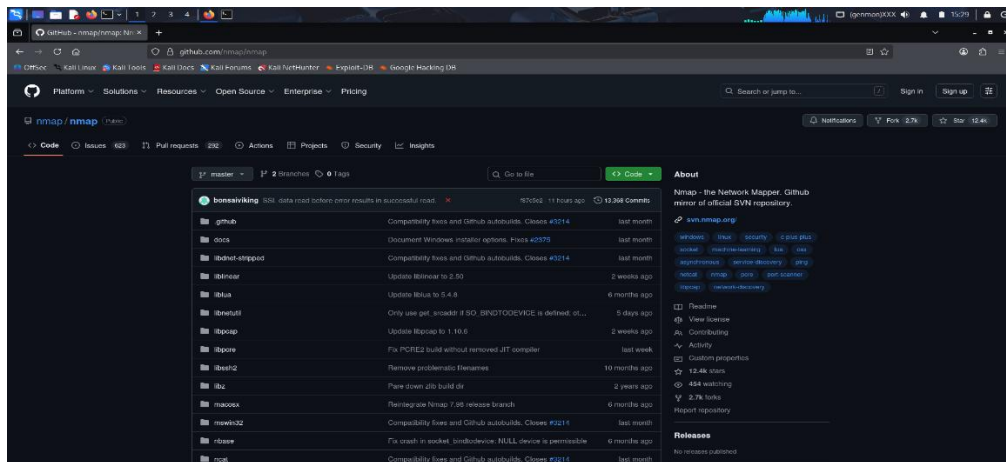 1 2 3 4
(genmon)XXX
15:29
GitHub - nmap/nmap: Nm
github.com/nmap/nmap
OffSec Kali Linux Kali Tools Kali Docs Kali Forums Kali NetHunter Exploit-DB Google Hacking DB
Platform Solutions Resources Open Source Enterprise Pricing
Search or jump to...
Sign in Sign up
nmap / nmap Public
Notifications Fork 2.7k Star 12.4k
Code Issues 623 Pull requests 292 Actions Projects Security Insights
master 2 Branches 0 Tags Go to file Code
bonsaiviking SSL data read before error results in successful read. 11 hours ago 13,368 Commits
.github Compatibility fixes and Github autobuilds. Closes #3214 last month
docs Document Windows installer options. Fixes #2375 last month
libdnet-stripped Compatibility fixes and Github autobuilds. Closes #3214 last month
liblinear Update liblinear to 2.50 2 weeks ago
liblua Update liblua to 5.4.8 6 months ago
libnetutil Only use get_srcaddr if SO_BINDTODEVICE is defined; ot... 5 days ago
libpcap Update libpcap to 1.10.6 2 weeks ago
libpcre Fix PCRE2 build without removed JIT compiler last week
libssh2 Remove problematic filenames 10 months ago
libz Pare down zlib build dir 2 years ago
macosx Reintegrate Nmap 7.98 release branch 6 months ago
mswin32 Compatibility fixes and Github autobuilds. Closes #3214 last month
nbase Fix crash in socket_bindtodevice: NULL device is permissible 6 months ago
ncat Compatibility fixes and Github autobuilds. Closes #3214 last month
About
Nmap - the Network Mapper. Github
mirror of official SVN repository.
svn.nmap.org/
windows linux security c-plus-plus
socket machine-learning lua osx
asynchronous service-discovery ping
netcat nmap pcre port-scanner
libpcap network-discovery
Readme
View license
Contributing
Activity
Custom properties
12.4k stars
454 watching
2.7k forks
Report repository
Releases
No releases published